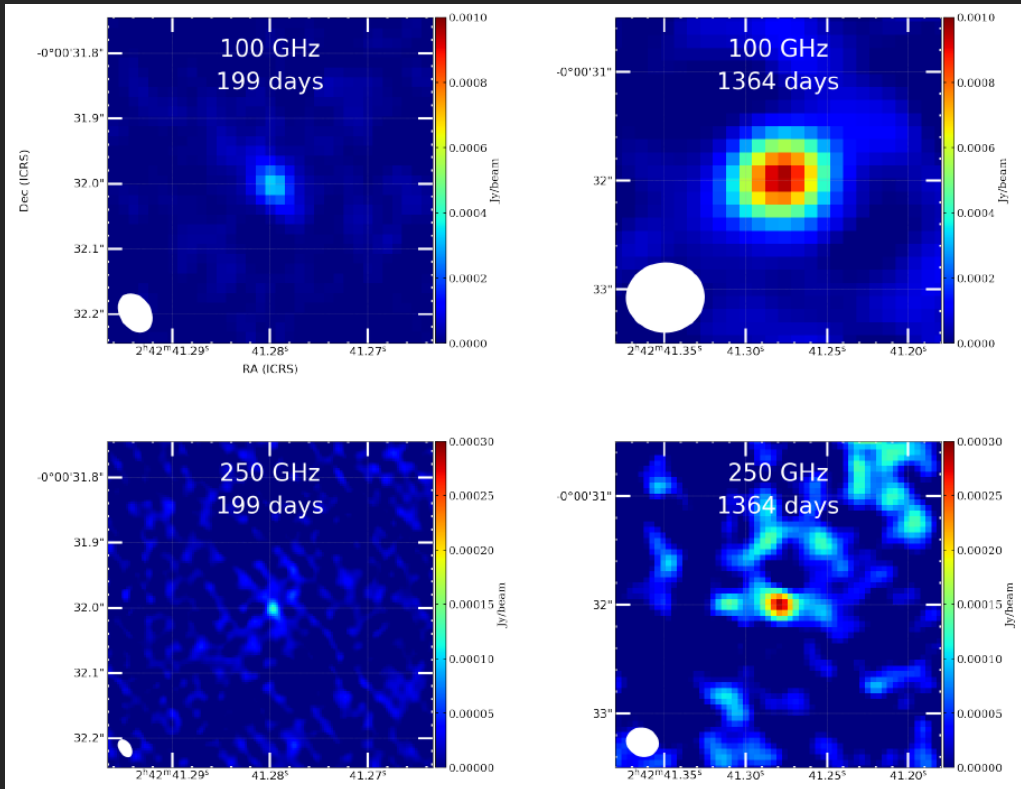 100 GHz
199 days
-0°00'31.8"
31.9"
32.0"
32.1"
32.2"
Dec (ICRS)
2ʰ42ᵐ41.29ˢ
41.28ˢ
41.27ˢ
RA (ICRS)
0.0010
0.0008
0.0006
0.0004
0.0002
0.0000
Jy/beam
100 GHz
1364 days
-0°00'31"
32"
33"
2ʰ42ᵐ41.35ˢ
41.30ˢ
41.25ˢ
41.20ˢ
0.0010
0.0008
0.0006
0.0004
0.0002
0.0000
Jy/beam
250 GHz
199 days
-0°00'31.8"
31.9"
32.0"
32.1"
32.2"
2ʰ42ᵐ41.29ˢ
41.28ˢ
41.27ˢ
0.00030
0.00025
0.00020
0.00015
0.00010
0.00005
0.00000
Jy/beam
250 GHz
1364 days
-0°00'31"
32"
33"
2ʰ42ᵐ41.35ˢ
41.30ˢ
41.25ˢ
41.20ˢ
0.00030
0.00025
0.00020
0.00015
0.00010
0.00005
0.00000
Jy/beam